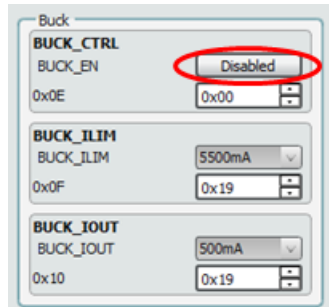 Buck
BUCK_CTRL
BUCK_EN Disabled
0x0E 0x00
BUCK_ILIM
BUCK_ILIM 5500mA
0x0F 0x19
BUCK_IOUT
BUCK_IOUT 500mA
0x10 0x19